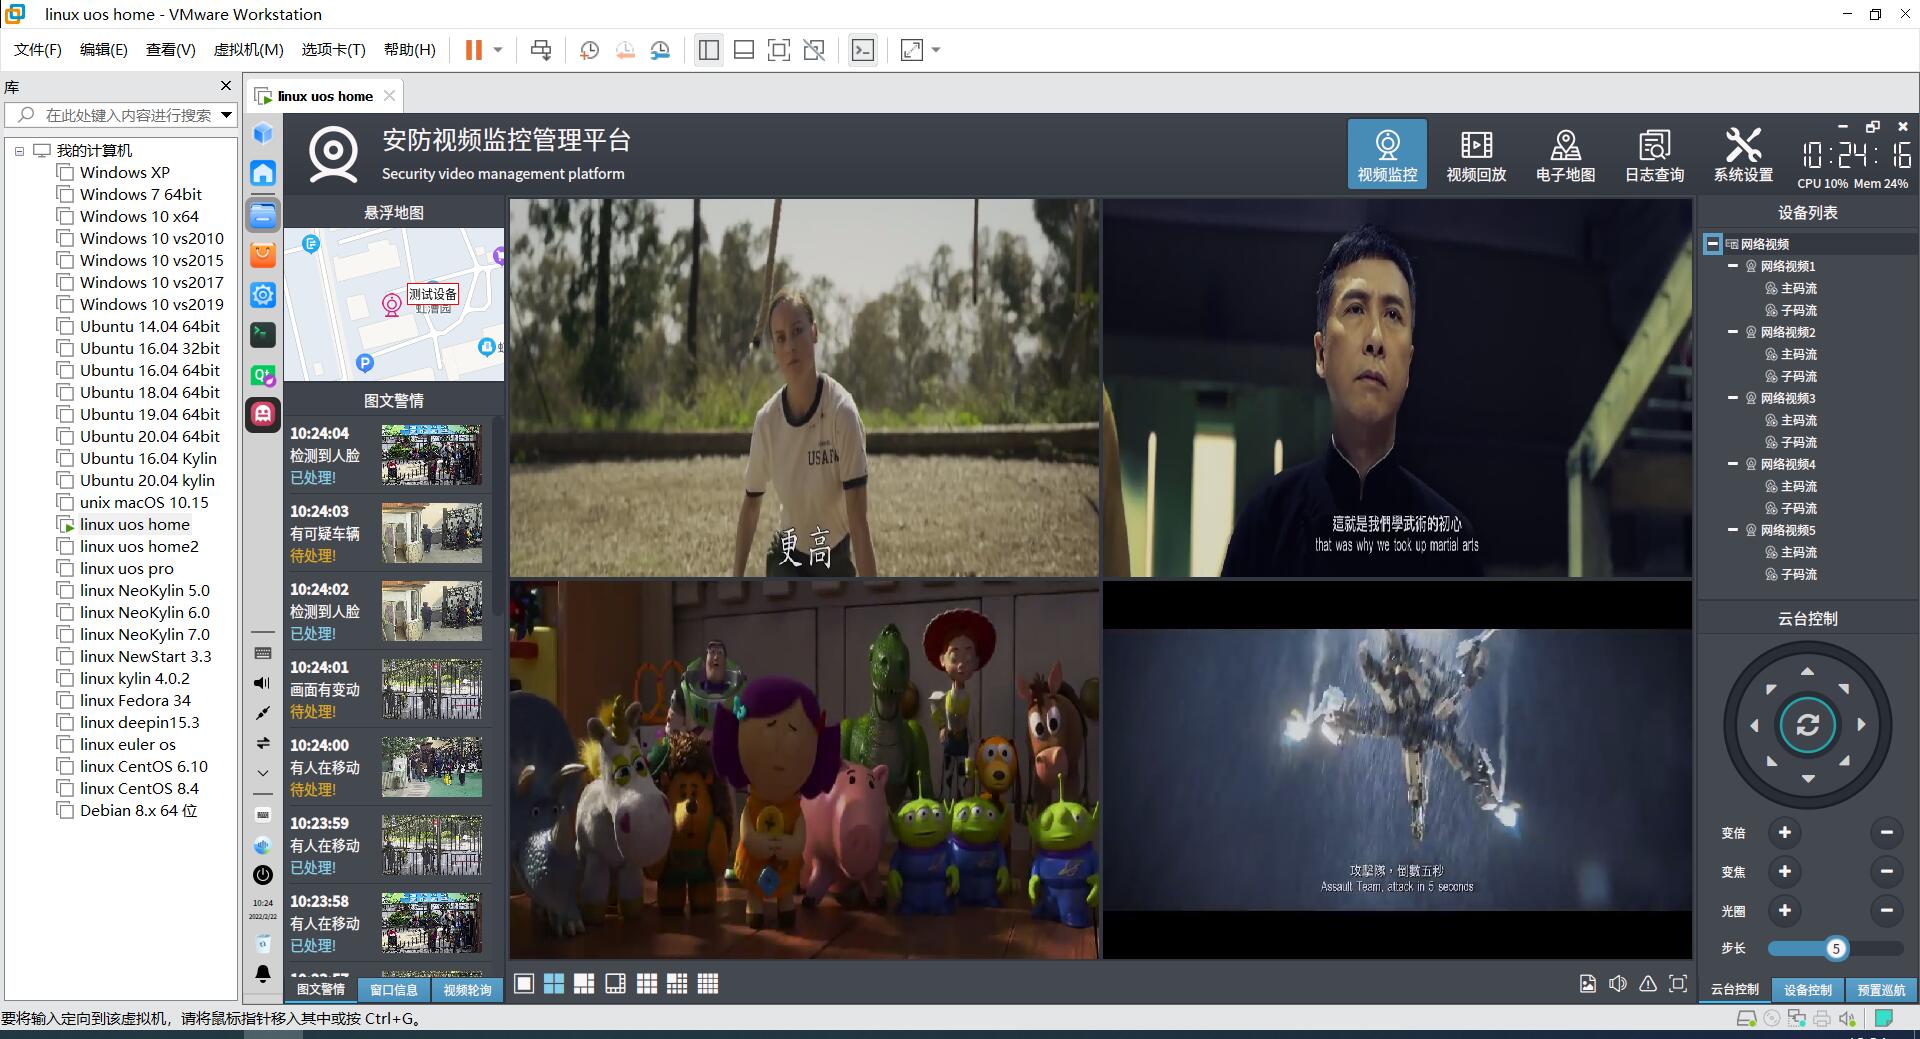 linux uos home - VMware Workstation
文件(F) 编辑(E) 查看(V) 虚拟机(M) 选项卡(T) 帮助(H)
库
在此处键入内容进行搜索
我的计算机
Windows XP
Windows 7 64bit
Windows 10 x64
Windows 10 vs2010
Windows 10 vs2015
Windows 10 vs2017
Windows 10 vs2019
Ubuntu 14.04 64bit
Ubuntu 16.04 32bit
Ubuntu 16.04 64bit
Ubuntu 18.04 64bit
Ubuntu 19.04 64bit
Ubuntu 20.04 64bit
Ubuntu 16.04 Kylin
Ubuntu 20.04 kylin
unix macOS 10.15
linux uos home
linux uos home2
linux uos pro
linux NeoKylin 5.0
linux NeoKylin 6.0
linux NeoKylin 7.0
linux NewStart 3.3
linux kylin 4.0.2
linux Fedora 34
linux deepin15.3
linux euler os
linux CentOS 6.10
linux CentOS 8.4
Debian 8.x 64 位
linux uos home
10:24
2022/2/22
安防视频监控管理平台
Security video management platform
视频监控 视频回放 电子地图 日志查询 系统设置
10:24:16
CPU 10% Mem 24%
悬浮地图
测试设备
虹漕园
P
图文警情
10:24:04
检测到人脸
已处理!
10:24:03
有可疑车辆
待处理!
10:24:02
检测到人脸
已处理!
10:24:01
画面有变动
待处理!
10:24:00
有人在移动
待处理!
10:23:59
有人在移动
已处理!
10:23:58
有人在移动
已处理!
10:23:57
图文警情 窗口信息 视频轮询
USAFA
更高
這就是我們學武術的初心
that was why we took up martial arts
攻擊隊，倒數五秒
Assault Team, attack in 5 seconds
设备列表
网络视频
网络视频1
主码流
子码流
网络视频2
主码流
子码流
网络视频3
主码流
子码流
网络视频4
主码流
子码流
网络视频5
主码流
子码流
云台控制
变倍
变焦
光圈
步长 5
云台控制 设备控制 预置巡航
要将输入定向到该虚拟机，请将鼠标指针移入其中或按 Ctrl+G。